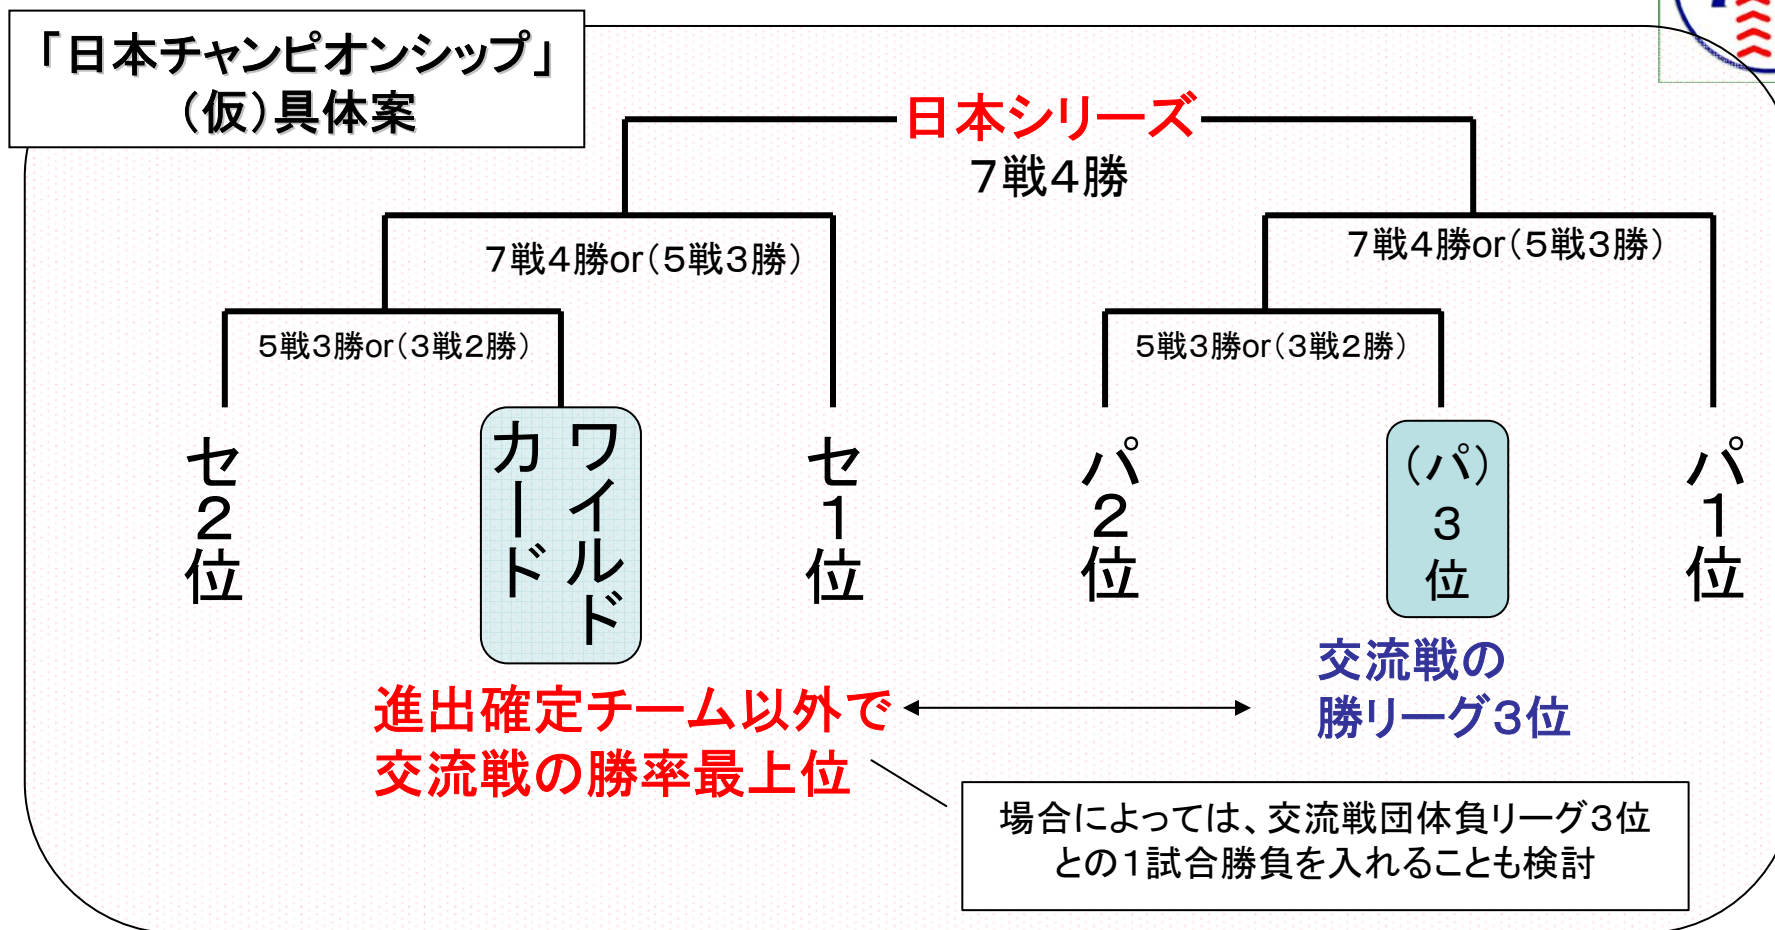 「日本チャンピオンシップ」
（仮）具体案
日本シリーズ
７戦４勝
７戦４勝or（５戦３勝）
７戦４勝or（５戦３勝）
５戦３勝or（３戦２勝）
５戦３勝or（３戦２勝）
セ２位
ワイルド
カード
セ１位
パ２位
（パ）
３
位
パ１位
進出確定チーム以外で
交流戦の勝率最上位
交流戦の
勝リーグ３位
場合によっては、交流戦団体負リーグ３位
との１試合勝負を入れることも検討